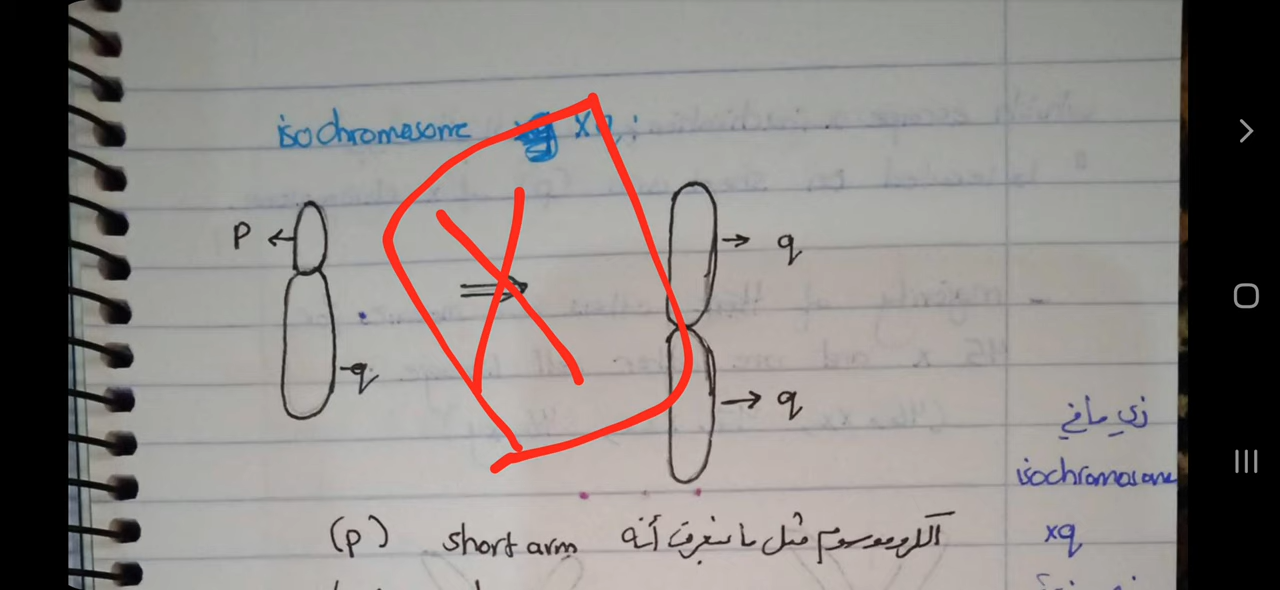 isochromosome xq :
P
q
q
q
زي ما في
isochromosome
xq
(p) short arm الكروموسوم مثل ما نعرف أنه